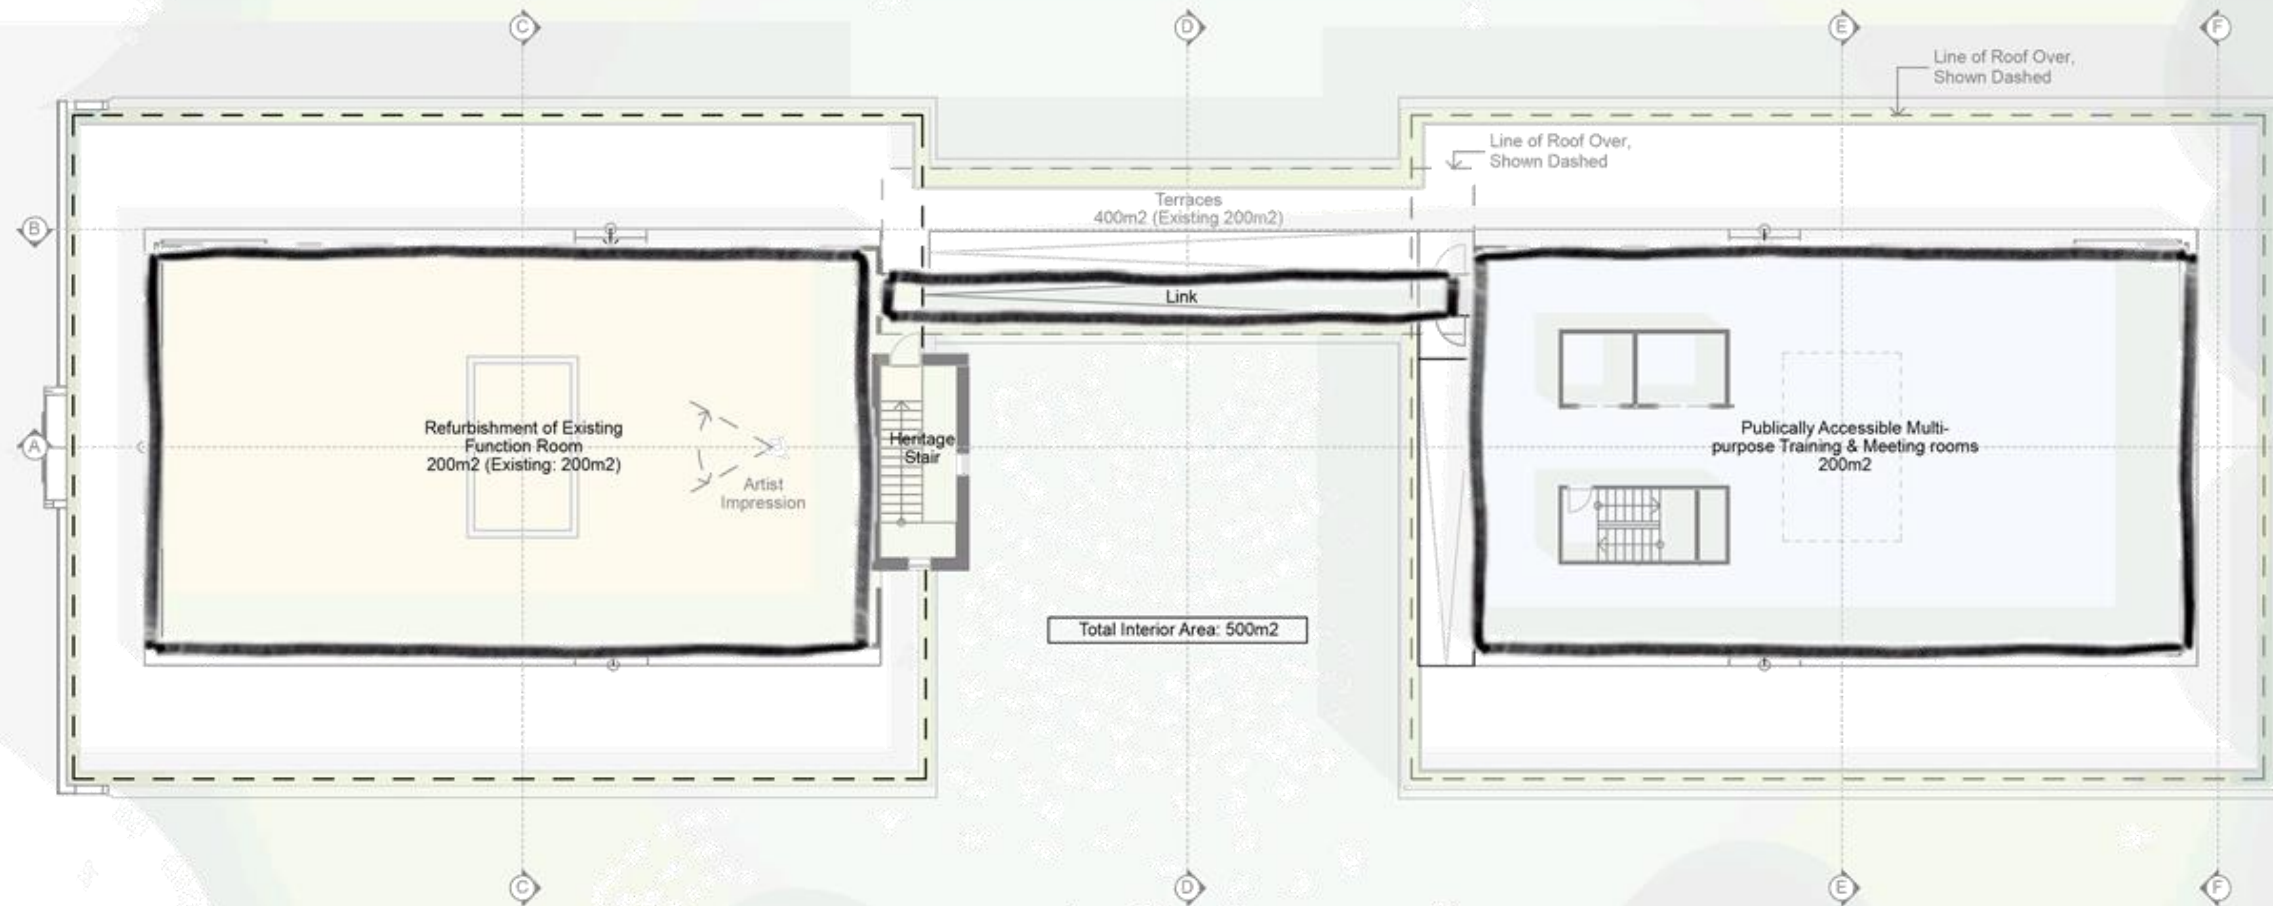 C
D
E
F
Line of Roof Over,
Shown Dashed
Line of Roof Over,
Shown Dashed
Terraces
400m2 (Existing 200m2)
B
Link
Refurbishment of Existing
Function Room
200m2 (Existing: 200m2)
A
Heritage
Stair
Publically Accessible Multi-
purpose Training & Meeting rooms
200m2
Artist
Impression
Total Interior Area: 500m2
C
D
E
F